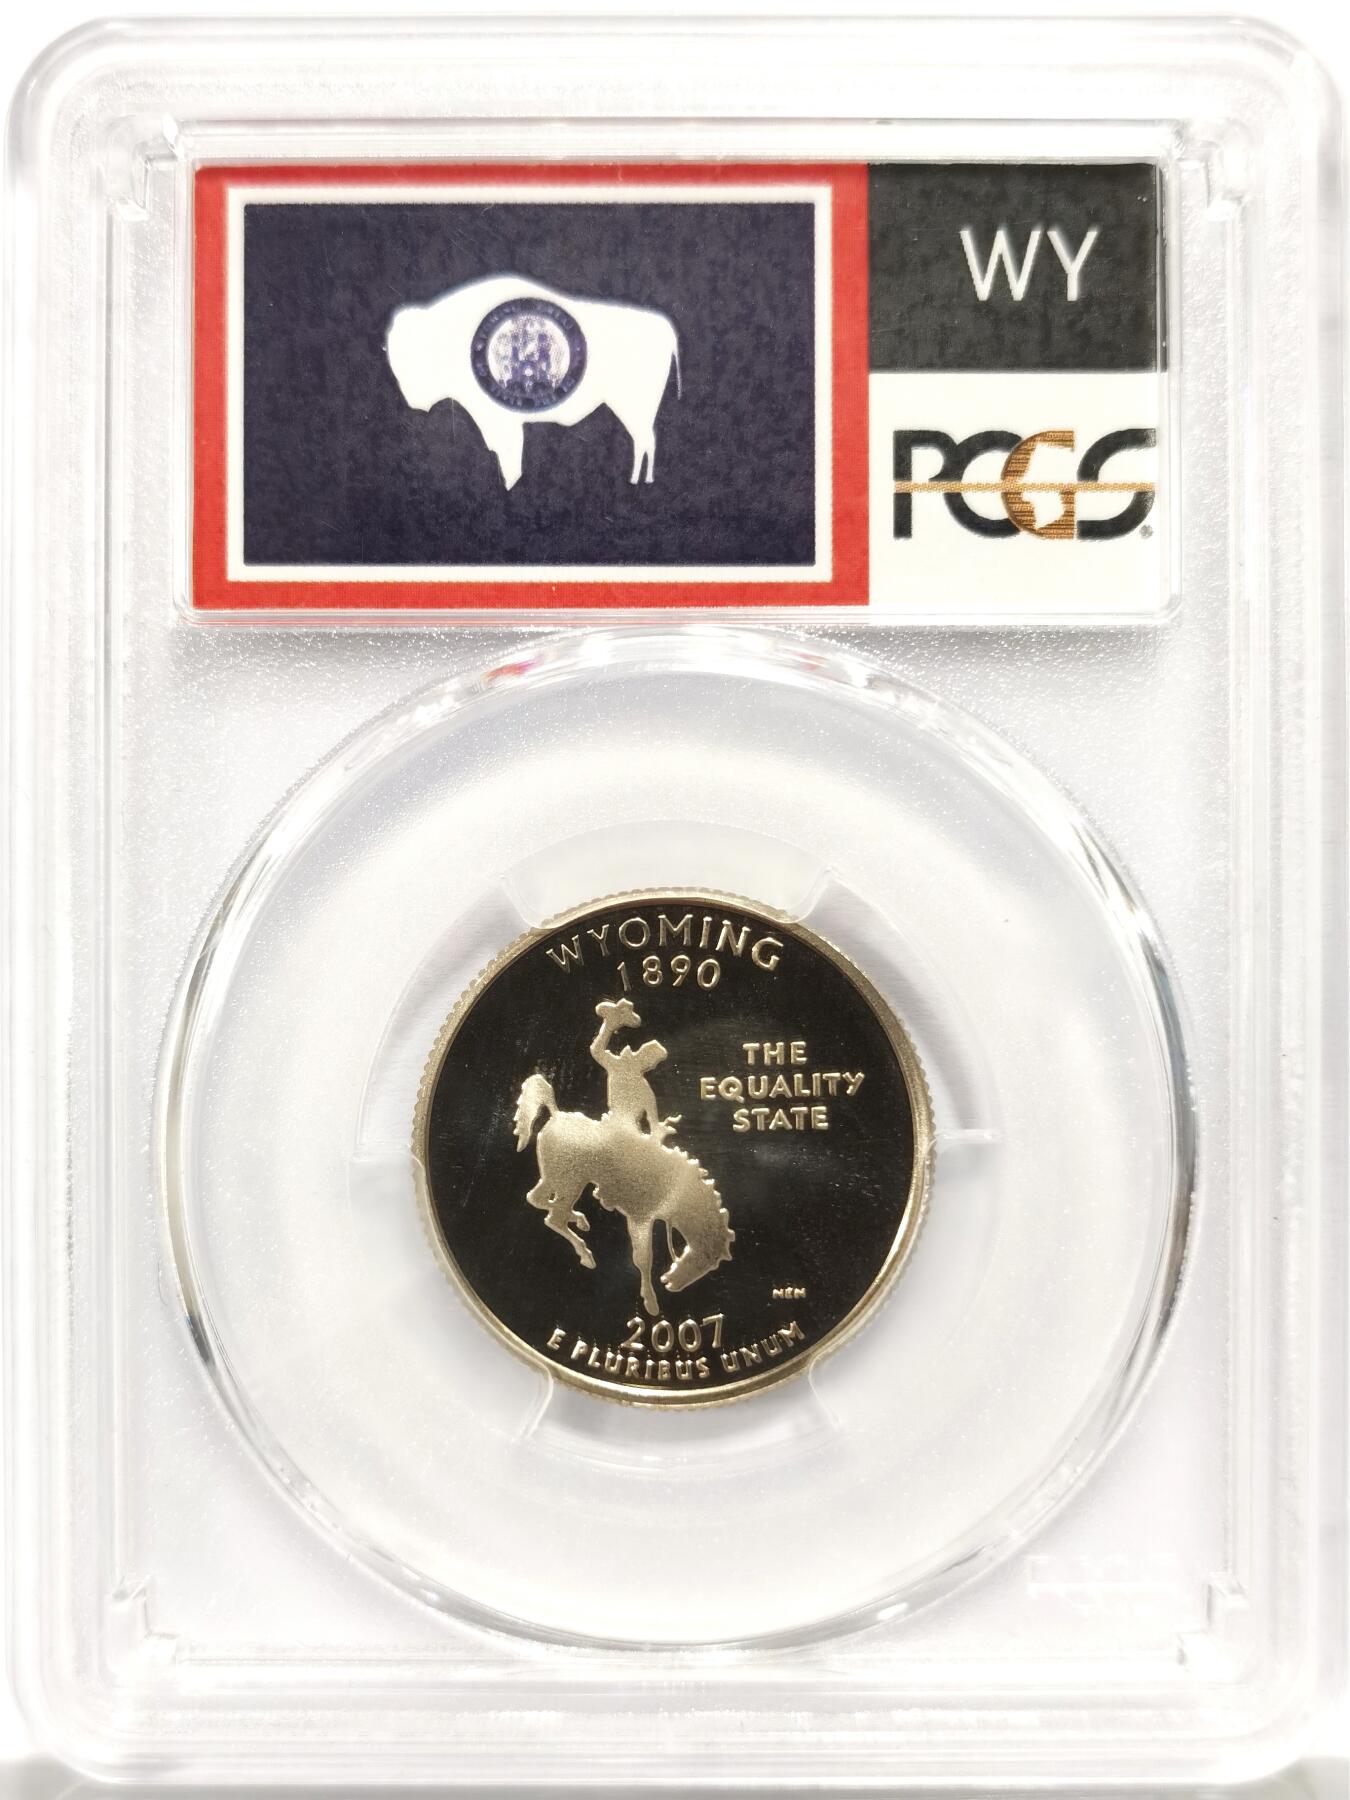 WY
PCGS.
WYOMING
1890
THE
EQUALITY
STATE
NEN
2007
E PLURIBUS UNUM